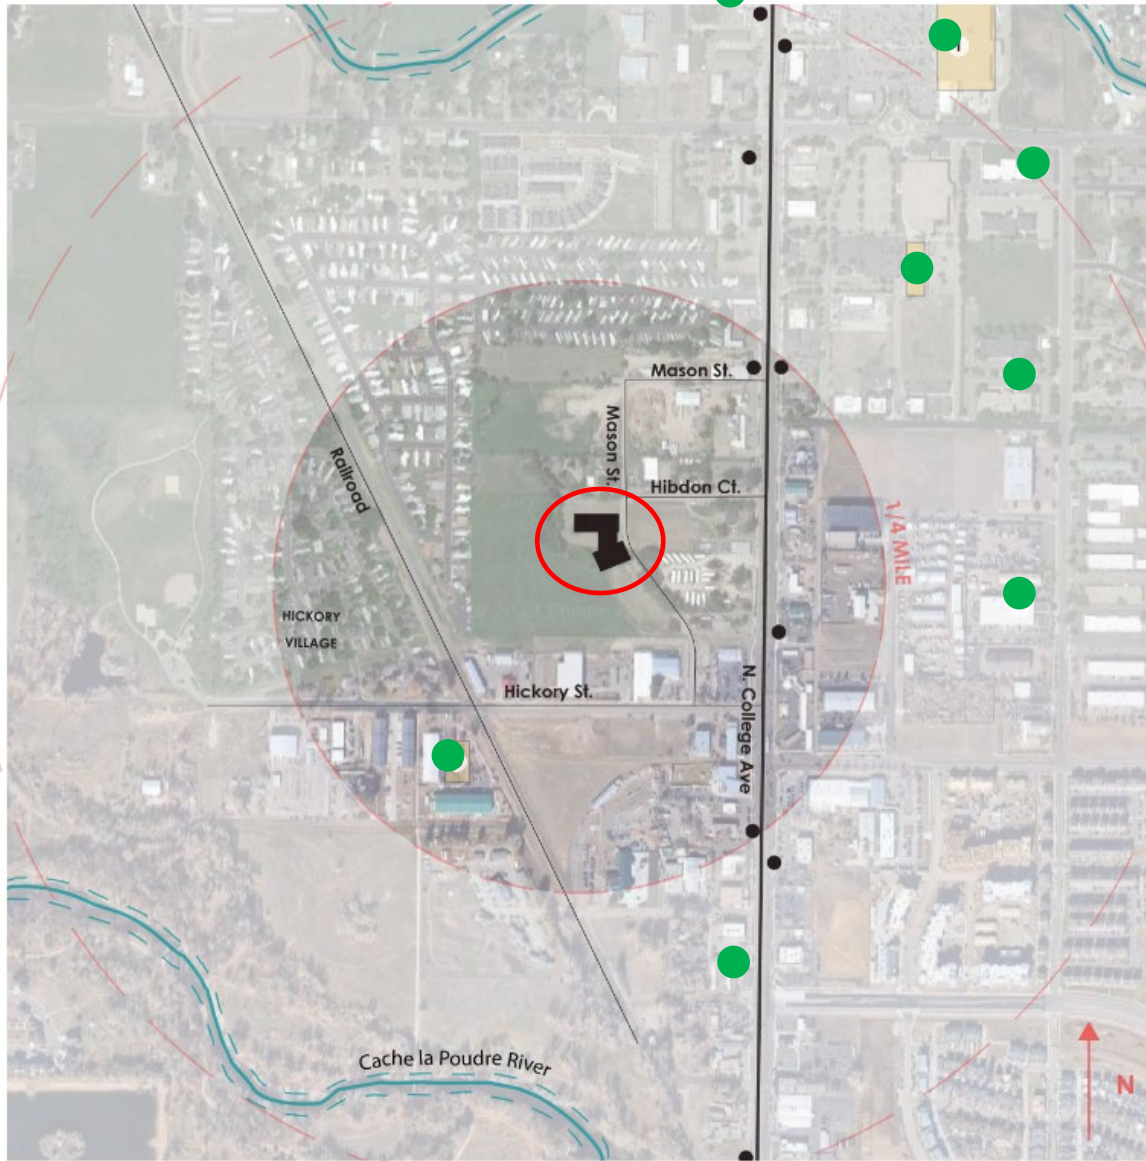 Mason St.
Mason St.
Hibdon Ct.
Railroad
1/4 MILE
HICKORY
VILLAGE
Hickory St.
N. College Ave
Cache la Poudre River
N